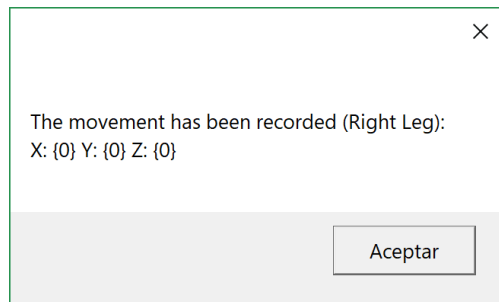 The movement has been recorded (Right Leg):
X: {0} Y: {0} Z: {0}
Aceptar